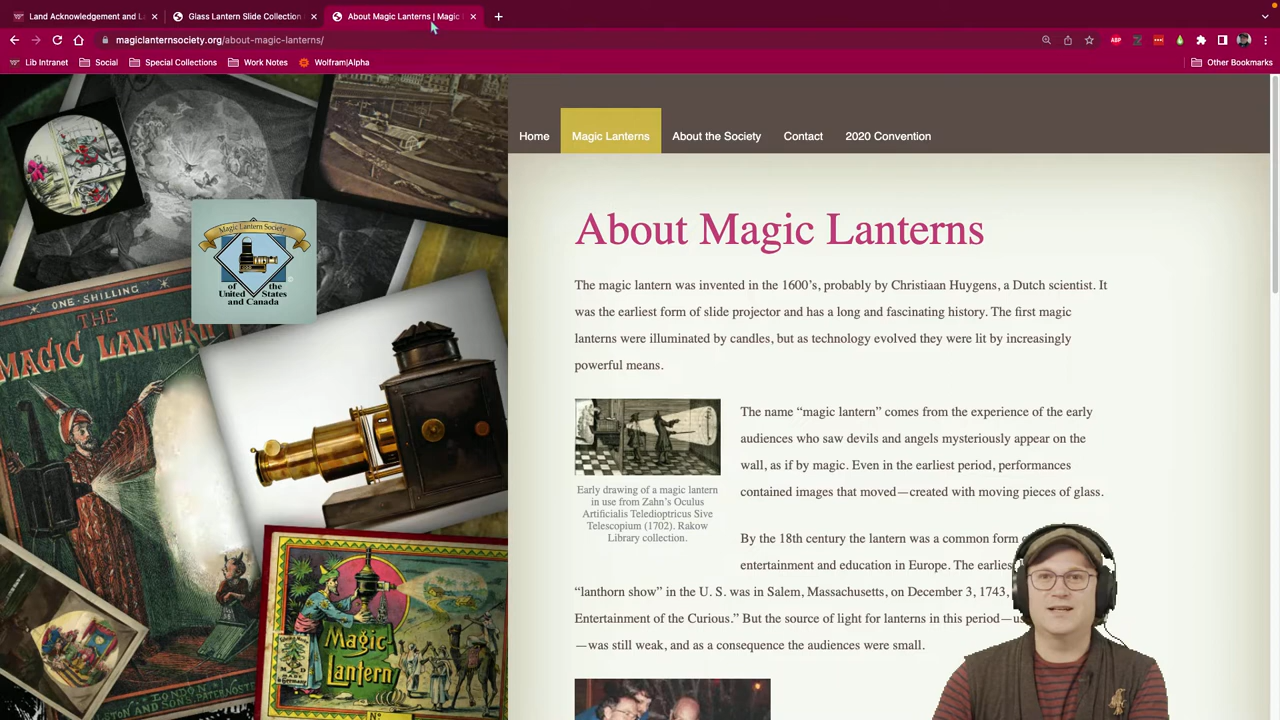 Land Acknowledgement and L
Glass Lantern Slide Collection
About Magic Lanterns | Magic
magiclanternsociety.org/about-magic-lanterns/
ABP
Lib Intranet
Social
Special Collections
Work Notes
Wolfram|Alpha
Other Bookmarks
Home
Magic Lanterns
About the Society
Contact
2020 Convention
Magic Lantern Society
of the
United States
and Canada
ONE·SHILLING
THE
MAGIC LANTERN
LONDON
Magic
Lantern
About Magic Lanterns
The magic lantern was invented in the 1600's, probably by Christiaan Huygens, a Dutch scientist. It
was the earliest form of slide projector and has a long and fascinating history. The first magic
lanterns were illuminated by candles, but as technology evolved they were lit by increasingly
powerful means.
Early drawing of a magic lantern
in use from Zahn's Oculus
Artificialis Teledioptricus Sive
Telescopium (1702). Rakow
Library collection.
The name “magic lantern” comes from the experience of the early
audiences who saw devils and angels mysteriously appear on the
wall, as if by magic. Even in the earliest period, performances
contained images that moved—created with moving pieces of glass.
By the 18th century the lantern was a common form
entertainment and education in Europe. The earlies
“lanthorn show” in the U. S. was in Salem, Massachusetts, on December 3, 1743,
Entertainment of the Curious.” But the source of light for lanterns in this period—
—was still weak, and as a consequence the audiences were small.